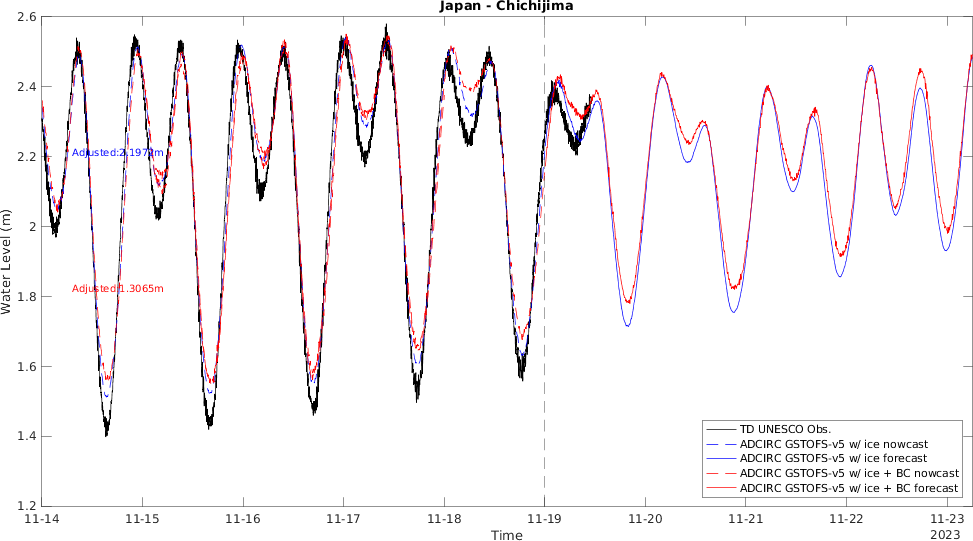 Japan - Chichijima
2.6
2.4
2.2
2
1.8
1.6
1.4
1.2
Water Level (m)
Adjusted:2.1972m
Adjusted:1.3065m
TD UNESCO Obs.
ADCIRC GSTOFS-v5 w/ ice nowcast
ADCIRC GSTOFS-v5 w/ ice forecast
ADCIRC GSTOFS-v5 w/ ice + BC nowcast
ADCIRC GSTOFS-v5 w/ ice + BC forecast
11-14 11-15 11-16 11-17 11-18 11-19 11-20 11-21 11-22 11-23
Time
2023